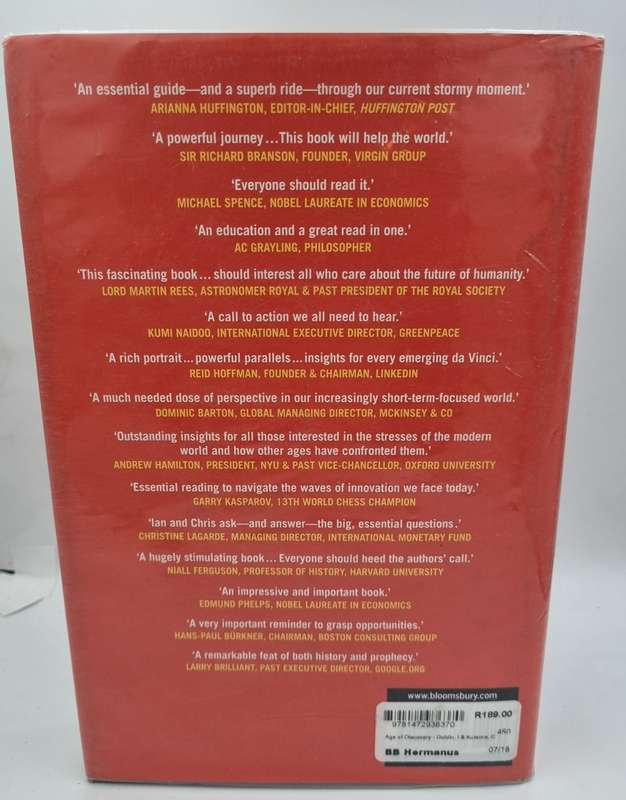 'An essential guide—and a superb ride—through our current stormy moment.'
ARIANNA HUFFINGTON, EDITOR-IN-CHIEF, HUFFINGTON POST
'A powerful journey...This book will help the world.'
SIR RICHARD BRANSON, FOUNDER, VIRGIN GROUP
'Everyone should read it.'
MICHAEL SPENCE, NOBEL LAUREATE IN ECONOMICS
'An education and a great read in one.'
AC GRAYLING, PHILOSOPHER
'This fascinating book... should interest all who care about the future of humanity.'
LORD MARTIN REES, ASTRONOMER ROYAL & PAST PRESIDENT OF THE ROYAL SOCIETY
'A call to action we all need to hear.'
KUMI NAIDOO, INTERNATIONAL EXECUTIVE DIRECTOR, GREENPEACE
'A rich portrait...powerful parallels...insights for every emerging da Vinci.'
REID HOFFMAN, FOUNDER & CHAIRMAN, LINKEDIN
'A much needed dose of perspective in our increasingly short-term-focused world.'
DOMINIC BARTON, GLOBAL MANAGING DIRECTOR, MCKINSEY & CO
'Outstanding insights for all those interested in the stresses of the modern
world and how other ages have confronted them.'
ANDREW HAMILTON, PRESIDENT, NYU & PAST VICE-CHANCELLOR, OXFORD UNIVERSITY
'Essential reading to navigate the waves of innovation we face today.'
GARRY KASPAROV, 13TH WORLD CHESS CHAMPION
'Ian and Chris ask—and answer—the big, essential questions.'
CHRISTINE LAGARDE, MANAGING DIRECTOR, INTERNATIONAL MONETARY FUND
'A hugely stimulating book... Everyone should heed the authors' call.'
NIALL FERGUSON, PROFESSOR OF HISTORY, HARVARD UNIVERSITY
'An impressive and important book.'
EDMUND PHELPS, NOBEL LAUREATE IN ECONOMICS
'A very important reminder to grasp opportunities.'
HANS-PAUL BÜRKNER, CHAIRMAN, BOSTON CONSULTING GROUP
'A remarkable feat of both history and prophecy.'
LARRY BRILLIANT, PAST EXECUTIVE DIRECTOR, GOOGLE.ORG
www.bloomsbury.com
R189.00
9781472936370
480
Age of Discovery - Goldin, I & Kutarna, C
BB Hermanus 07/18